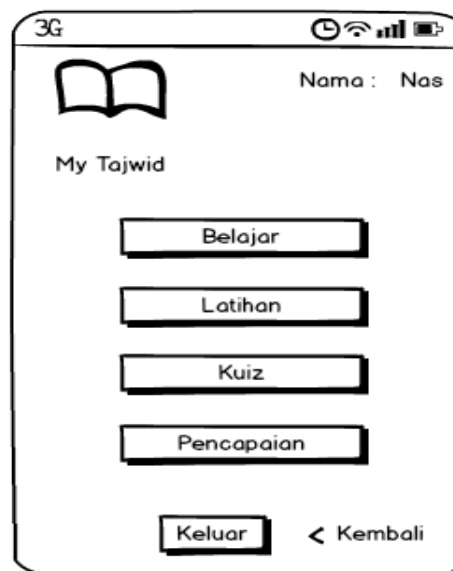 3G
Nama : Nas
My Tajwid
Belajar
Latihan
Kuiz
Pencapaian
Keluar < Kembali